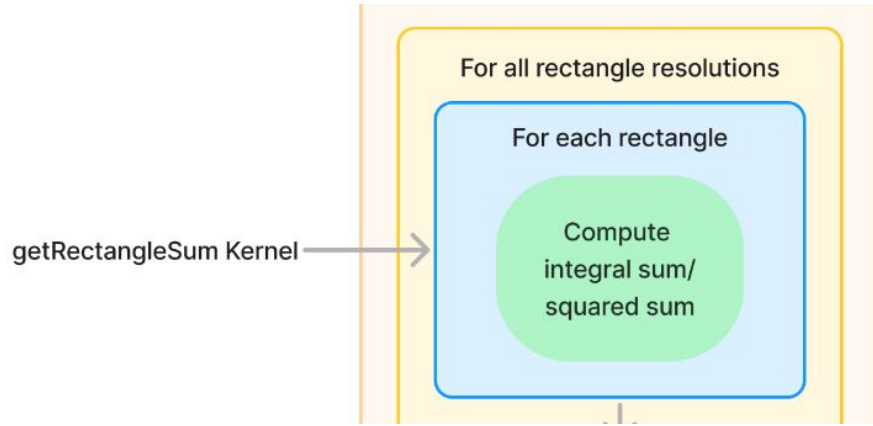 For all rectangle resolutions
For each rectangle
getRectangleSum Kernel
Compute
integral sum/
squared sum